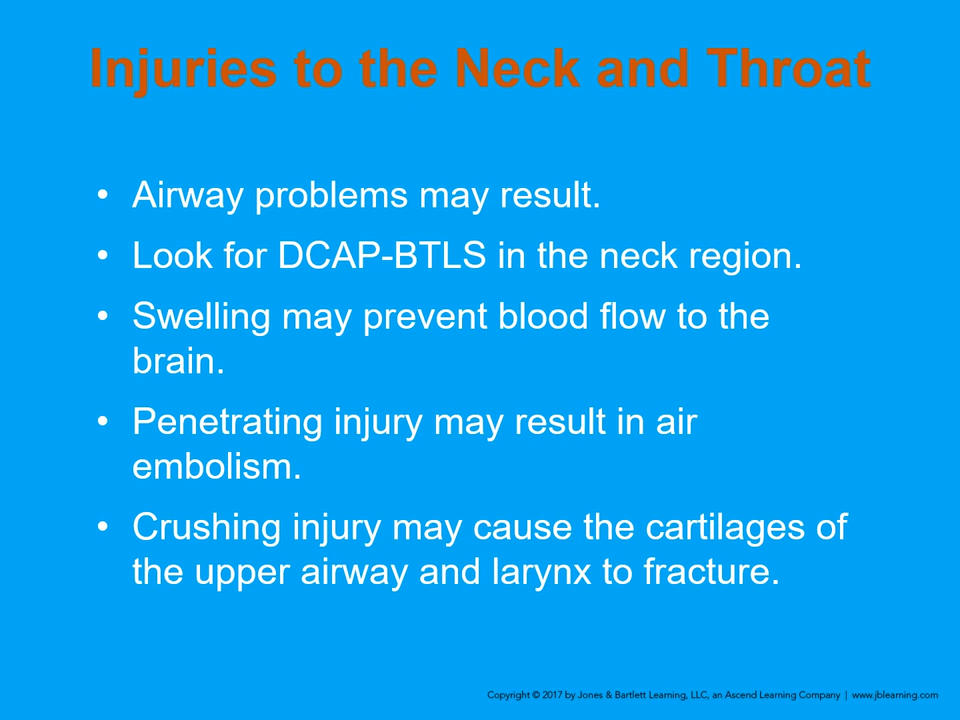 Injuries to the Neck and Throat
• Airway problems may result.
• Look for DCAP-BTLS in the neck region.
• Swelling may prevent blood flow to the
brain.
• Penetrating injury may result in air
embolism.
• Crushing injury may cause the cartilages of
the upper airway and larynx to fracture.
Copyright © 2017 by Jones & Bartlett Learning, LLC, an Ascend Learning Company | www.jblearning.com